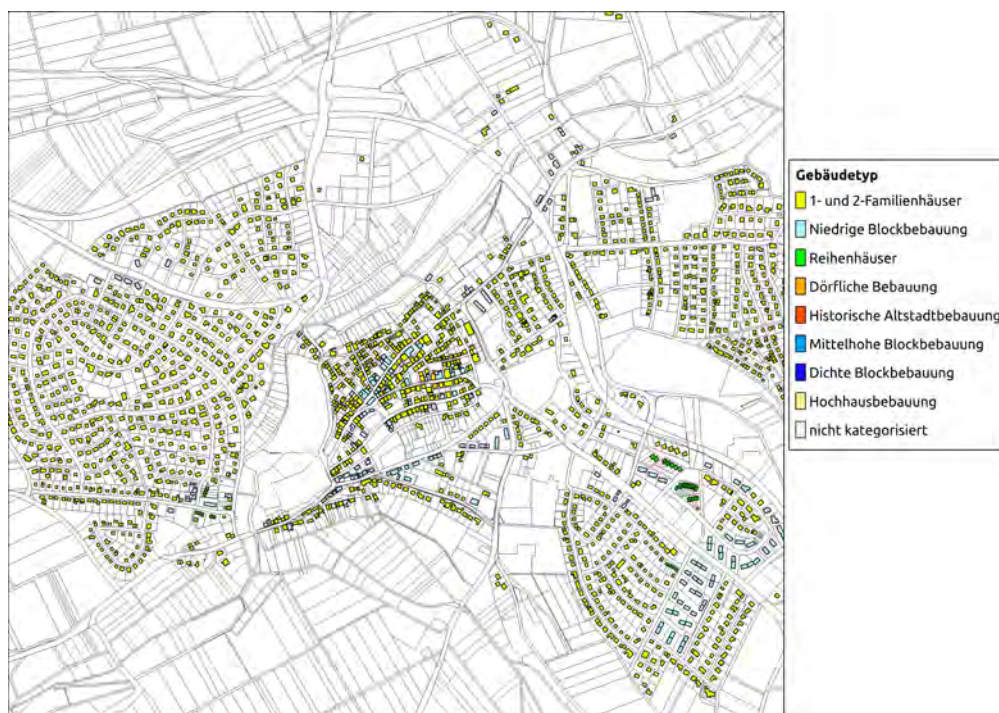 Gebäudetyp
1- und 2-Familienhäuser
Niedrige Blockbebauung
Reihenhäuser
Dörfliche Bebauung
Historische Altstadtbebauung
Mittelhohe Blockbebauung
Dichte Blockbebauung
Hochhausbebauung
nicht kategorisiert